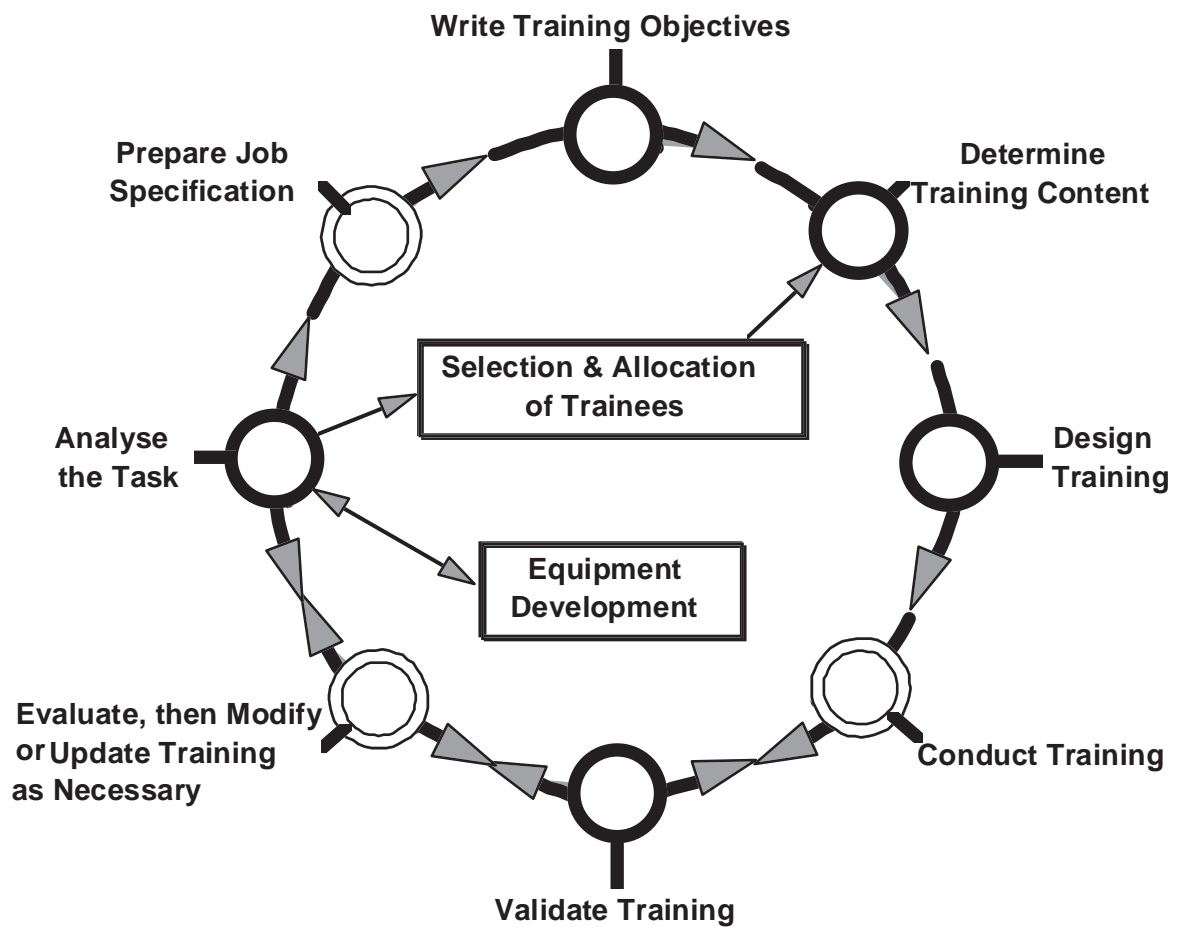 Write Training Objectives
Prepare Job
Specification
Determine
Training Content
Selection & Allocation
of Trainees
Analyse
the Task
Design
Training
Equipment
Development
Evaluate, then Modify
or Update Training
as Necessary
Conduct Training
Validate Training